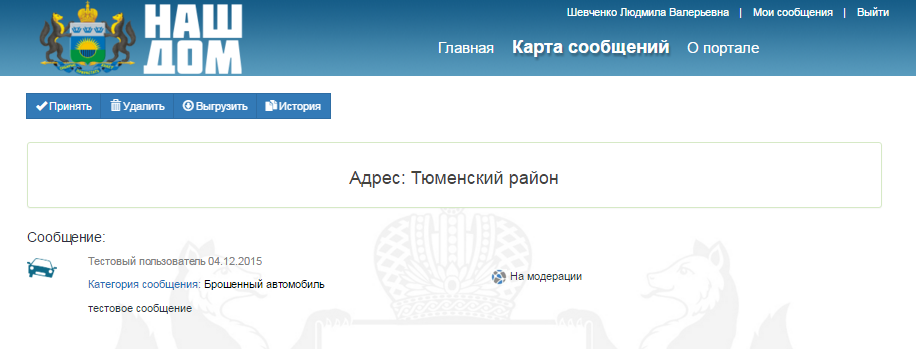 НАШ
ДОМ
Шевченко Людмила Валерьевна | Мои сообщения | Выйти
Главная Карта сообщений О портале
Принять Удалить Выгрузить История
Адрес: Тюменский район
Сообщение:
Тестовый пользователь 04.12.2015
Категория сообщения: Брошенный автомобиль
На модерации
тестовое сообщение